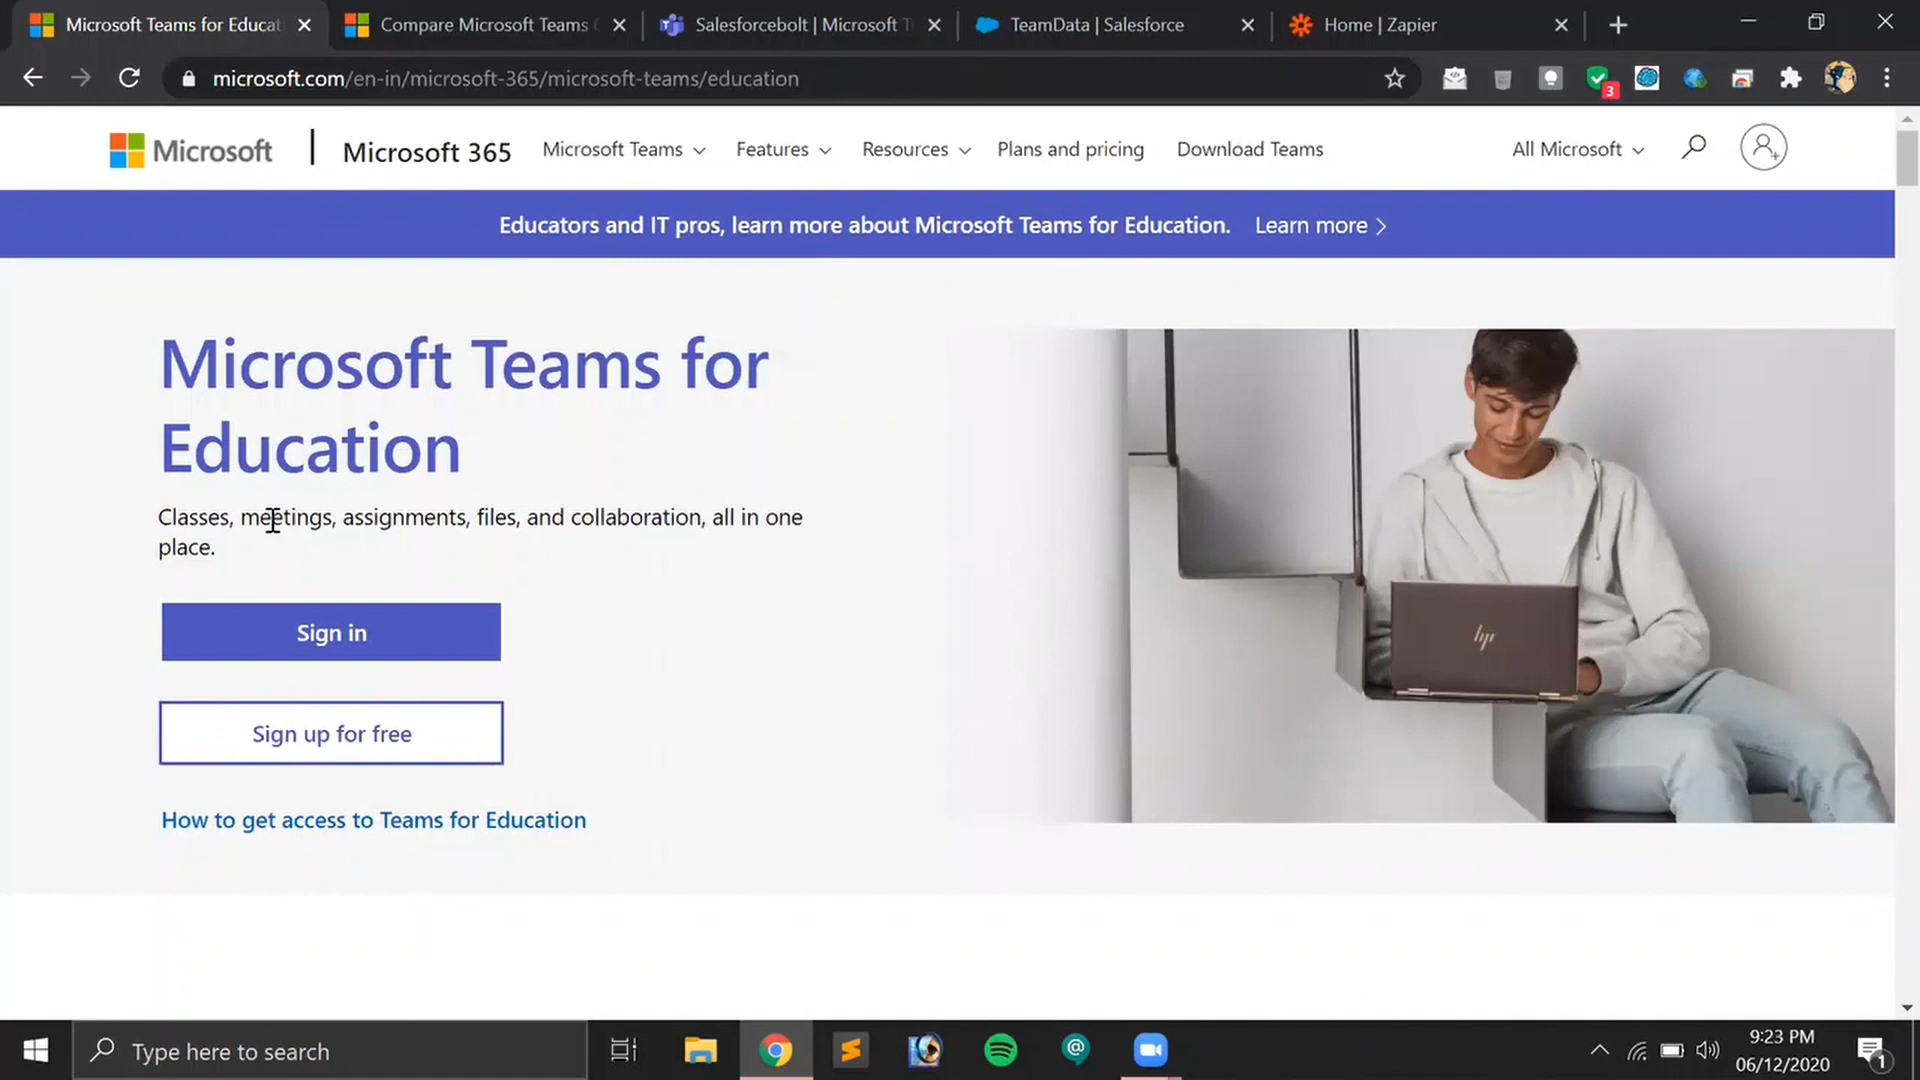 Microsoft Teams for Educat
Compare Microsoft Teams
Salesforcebolt | Microsoft T
TeamData | Salesforce
Home | Zapier
microsoft.com/en-in/microsoft-365/microsoft-teams/education
3
Microsoft | Microsoft 365 Microsoft Teams Features Resources Plans and pricing Download Teams All Microsoft
Educators and IT pros, learn more about Microsoft Teams for Education. Learn more >
Microsoft Teams for
Education
Classes, meetings, assignments, files, and collaboration, all in one
place.
Sign in
Sign up for free
How to get access to Teams for Education
hp
Type here to search
9:23 PM
06/12/2020
1